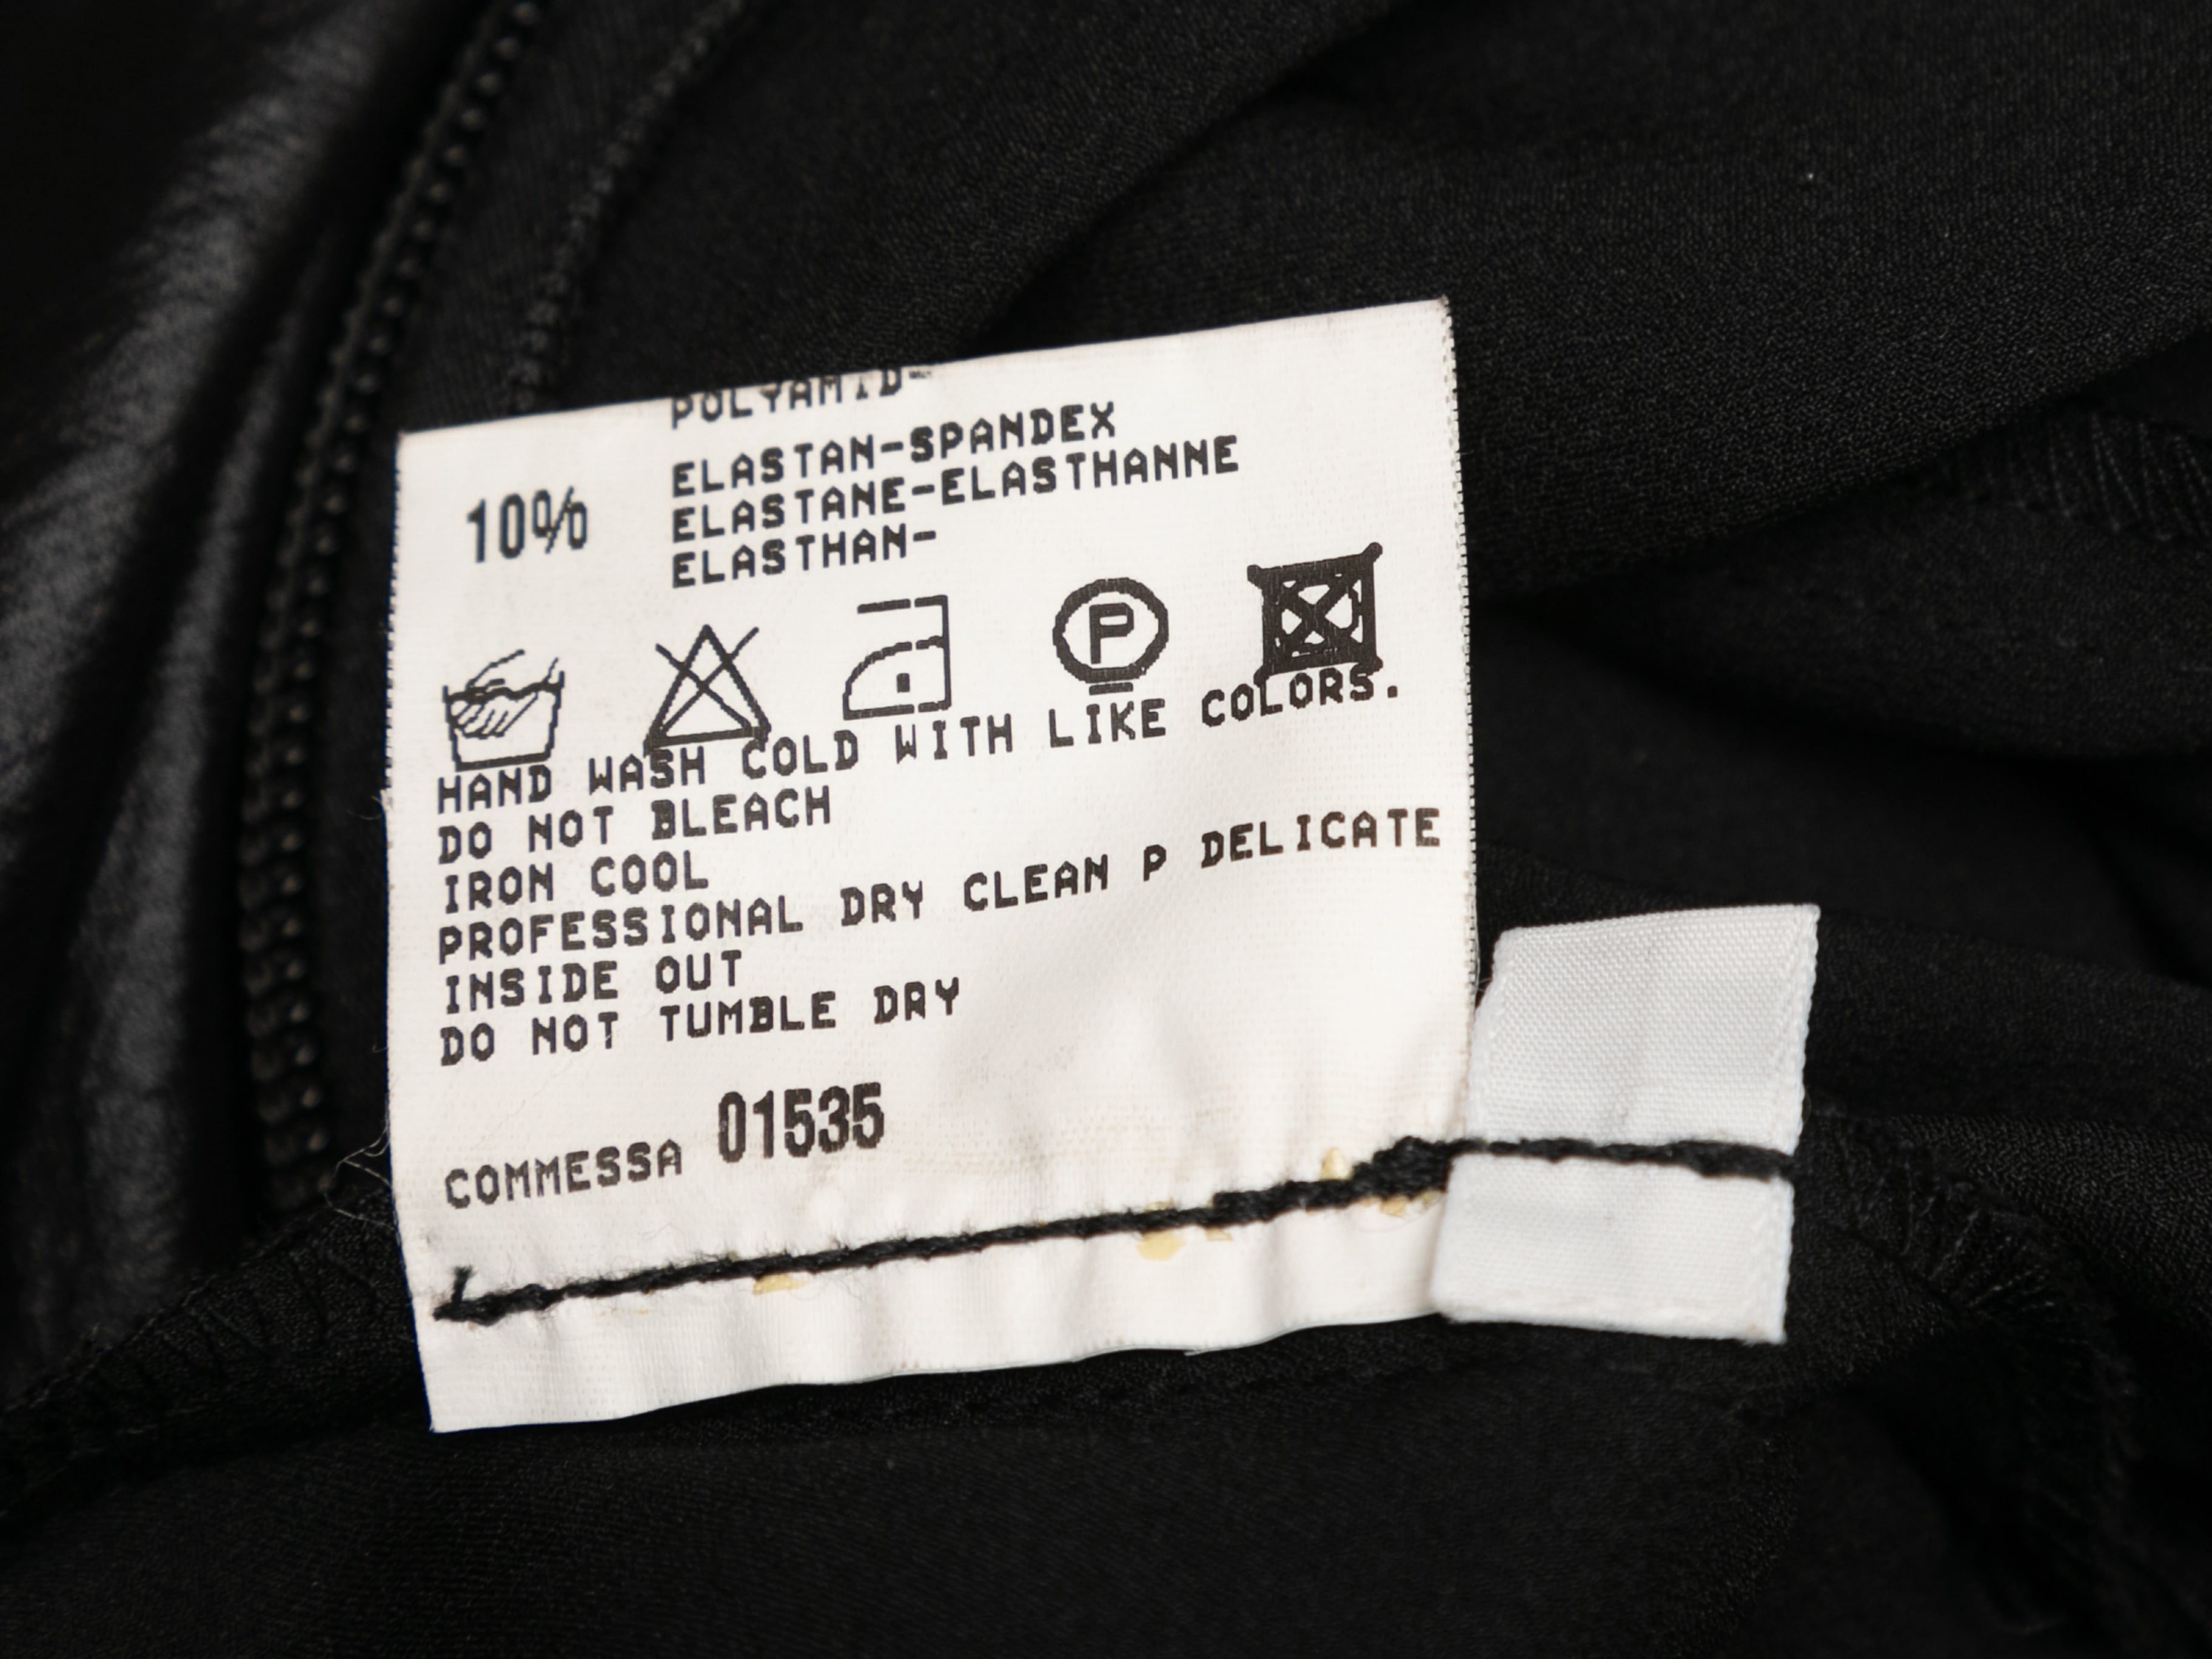 POLYAMID-
10% ELASTAN-SPANDEX
ELASTANE-ELASTHANNE
ELASTHAN-
P
HAND WASH COLD WITH LIKE COLORS.
DO NOT BLEACH
IRON COOL
PROFESSIONAL DRY CLEAN P DELICATE
INSIDE OUT
DO NOT TUMBLE DRY
COMMESSA 01535